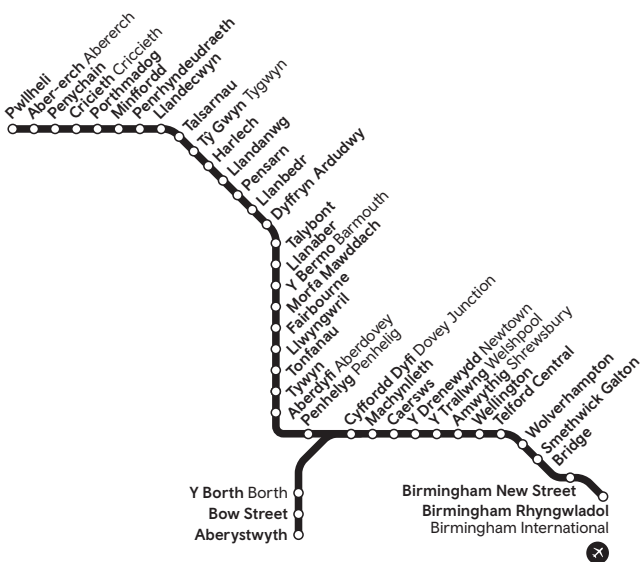 Pwllheli
Aber-erch Abererch
Penychain
Cricieth Criccieth
Porthmadog
Minffordd
Penrhyndeudraeth
Llandecwyn
Talsarnau
Tŷ Gwyn Tygwyn
Harlech
Llandanwg
Pensarn
Llanbedr
Dyffryn Ardudwy
Talybont
Llanaber
Y Bermo Barmouth
Morfa Mawddach
Fairbourne
Llwyngwril
Tonfanau
Tywyn
Aberdyfi Aberdovey
Penhelyg Penhelig
Cyffordd Dyfi Dovey Junction
Machynlleth
Caersws
Y Drenewydd Newtown
Y Trallwng Welshpool
Amwythig Shrewsbury
Wellington
Telford Central
Wolverhampton
Smethwick Galton
Bridge
Y Borth Borth
Bow Street
Aberystwyth
Birmingham New Street
Birmingham Rhyngwladol
Birmingham International